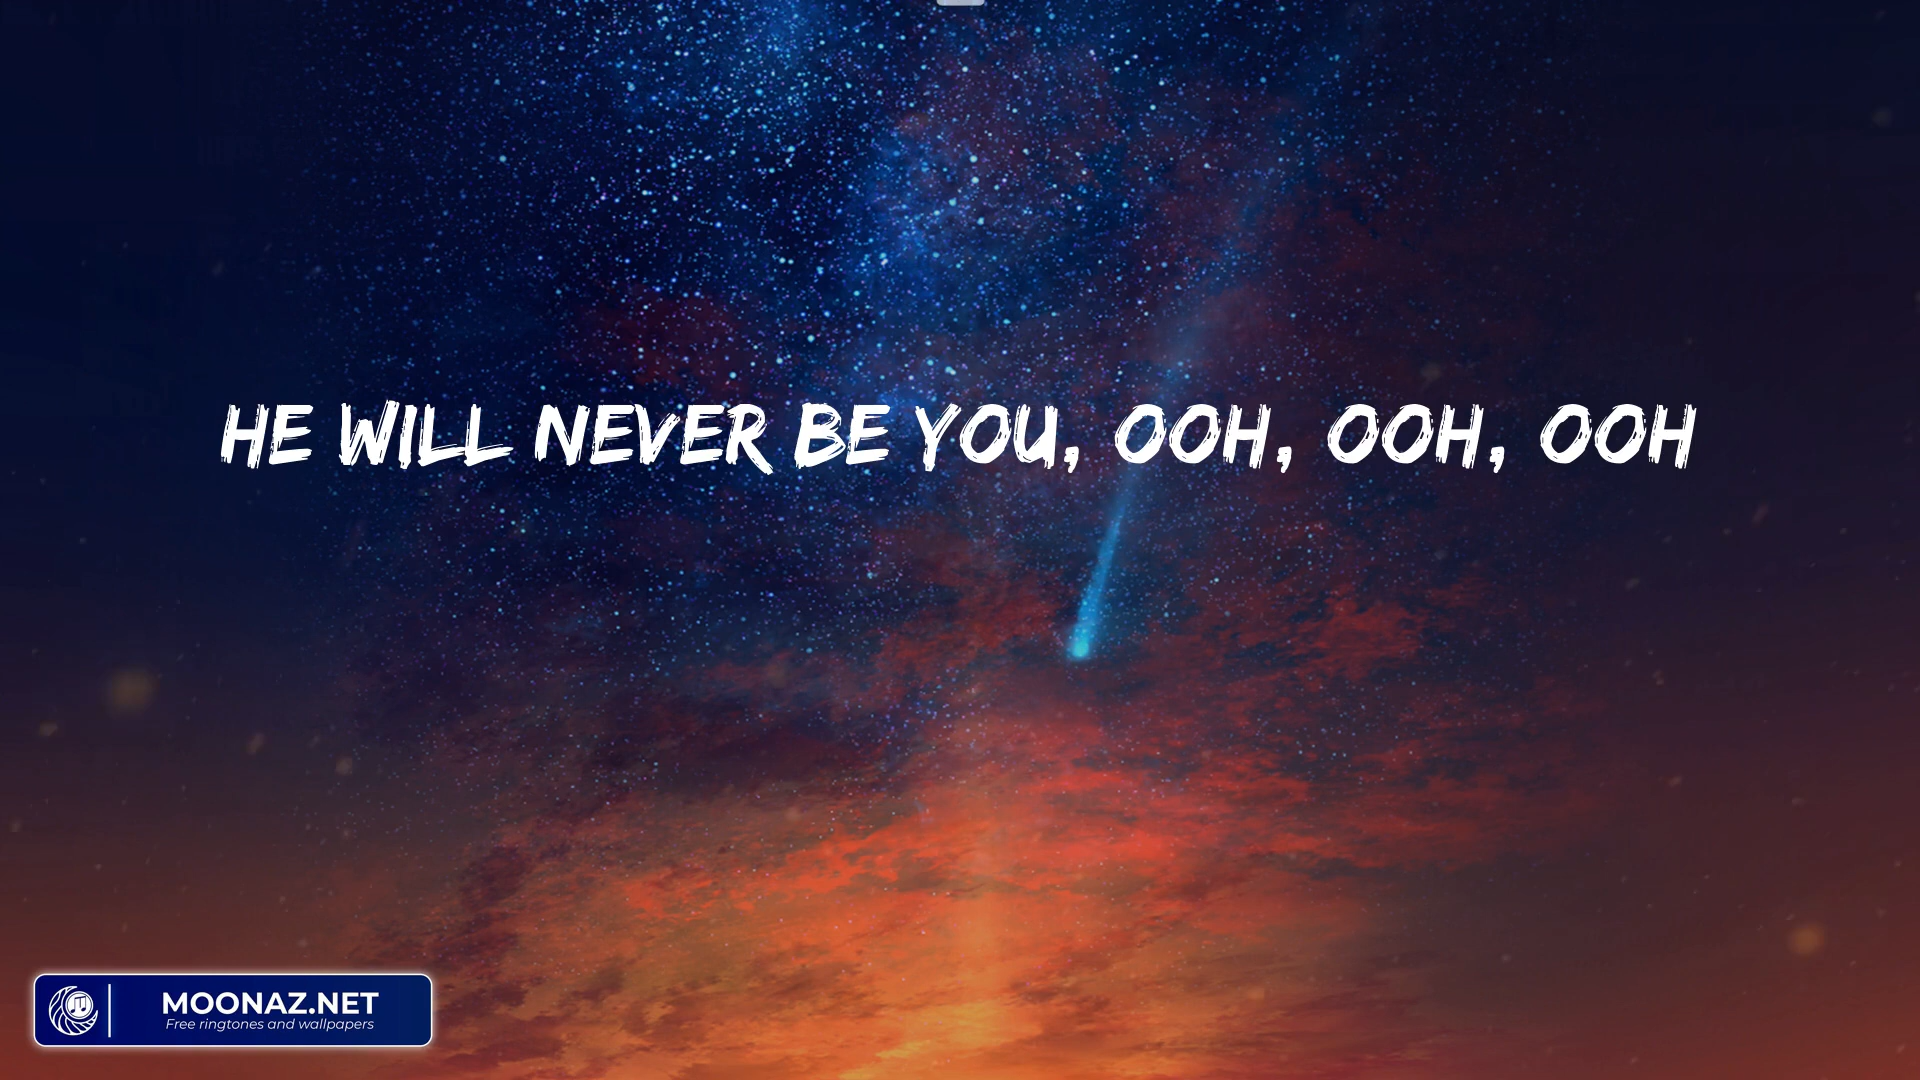 HE WILL NEVER BE YOU, OOH, OOH, OOH
MOONAZ.NET
Free ringtones and wallpapers